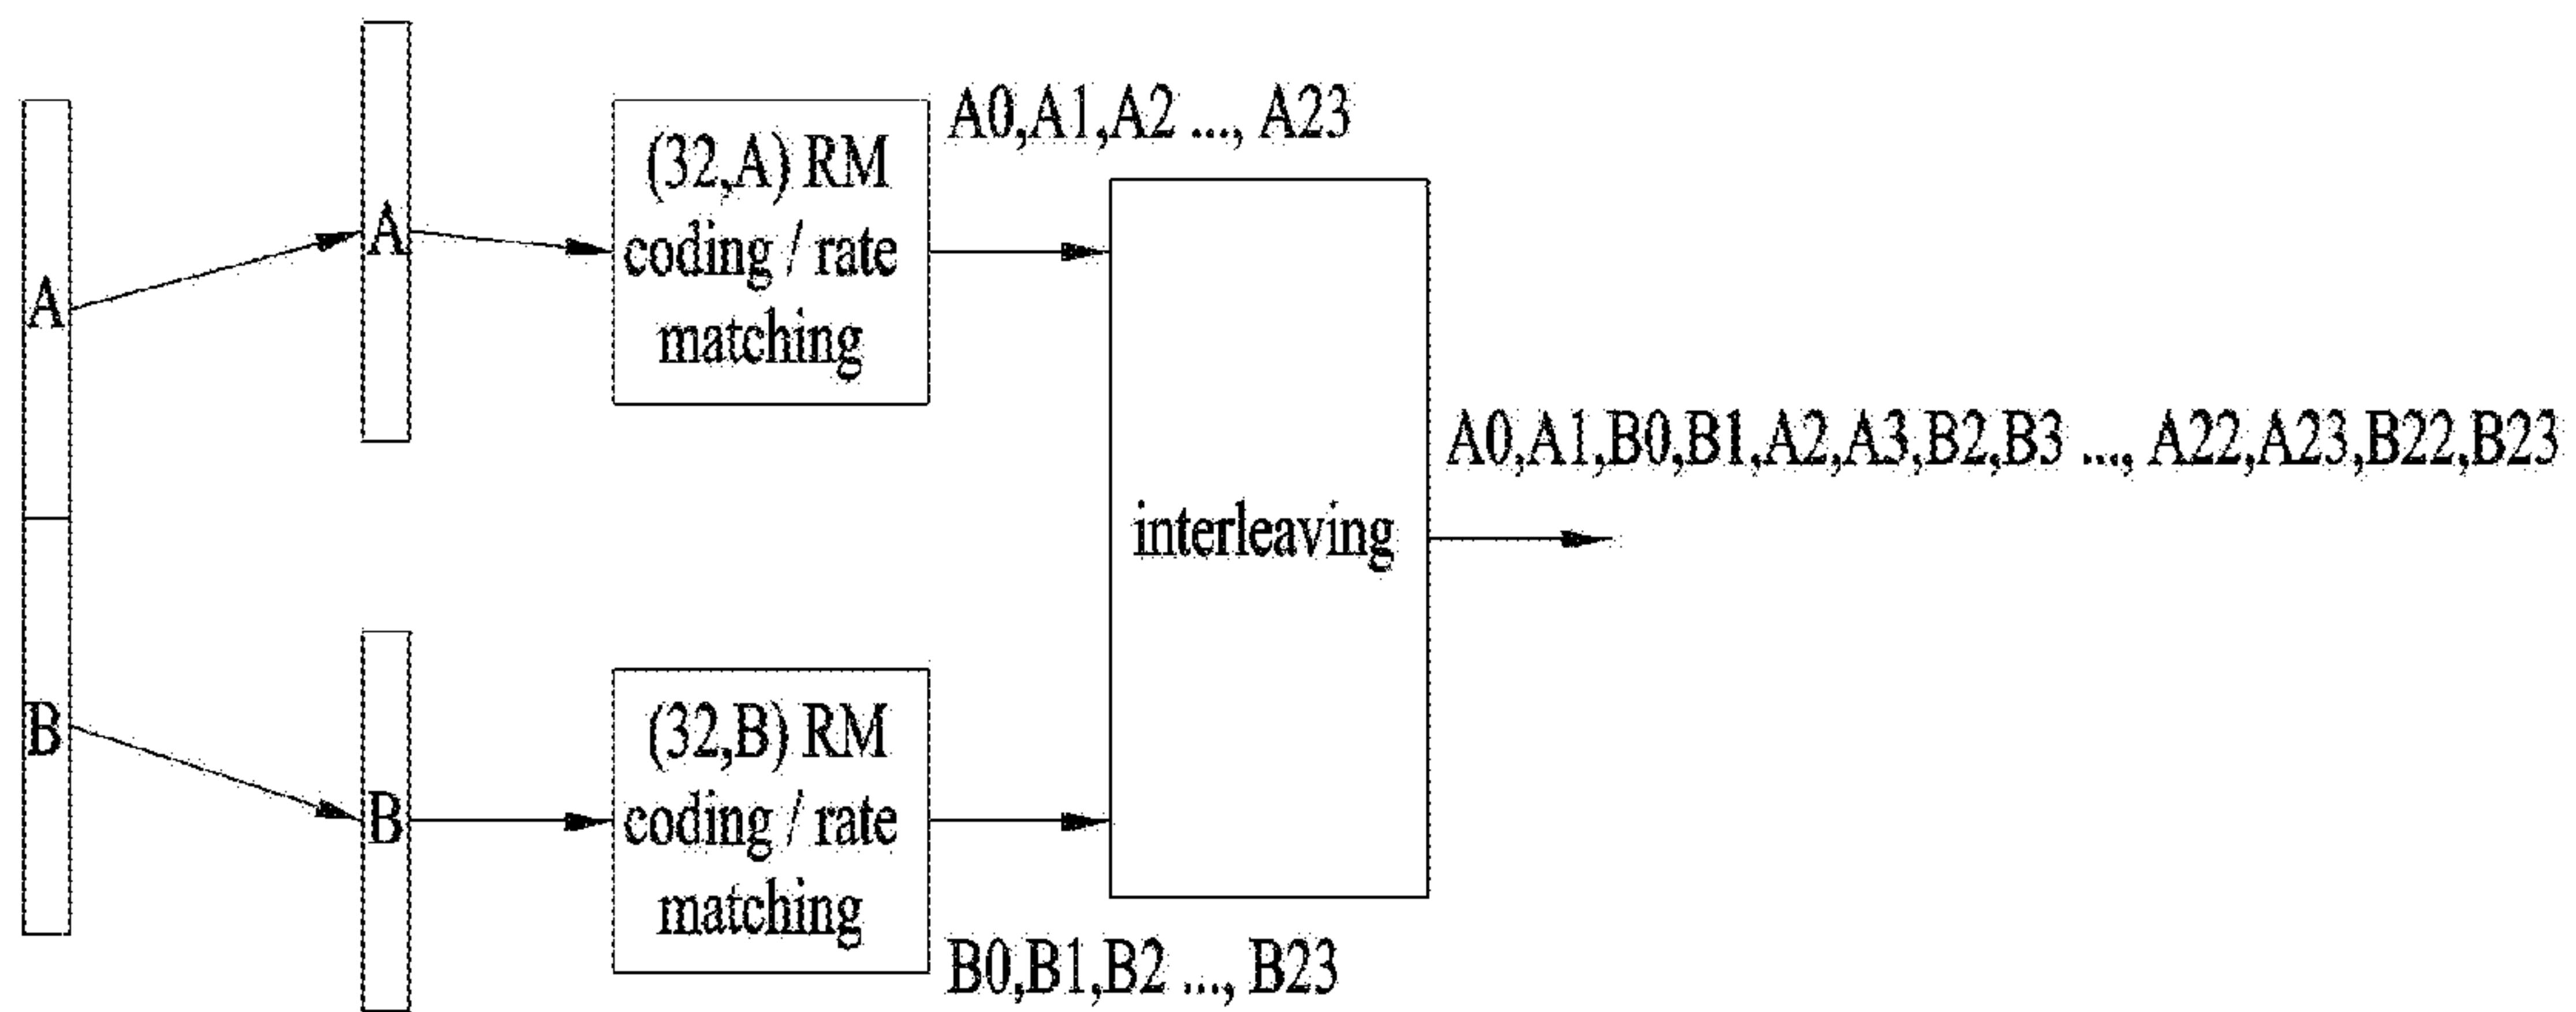 A
B
A
B
(32,A) RM
coding / rate
matching
A0,A1,A2 ..., A23
(32,B) RM
coding / rate
matching
B0,B1,B2 ..., B23
interleaving
A0,A1,B0,B1,A2,A3,B2,B3 ..., A22,A23,B22,B23